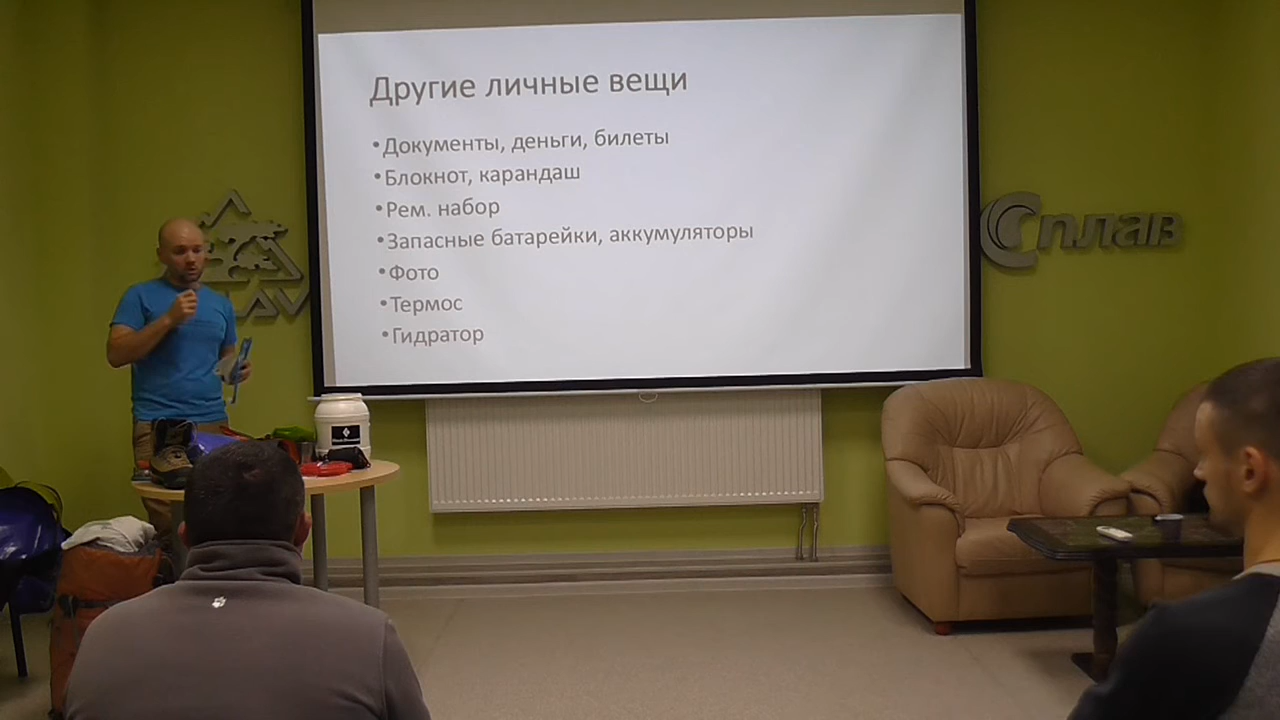 Другие личные вещи
•Документы, деньги, билеты
•Блокнот, карандаш
•Рем. набор
•Запасные батарейки, аккумуляторы
•Фото
•Термос
•Гидратор
Сплав